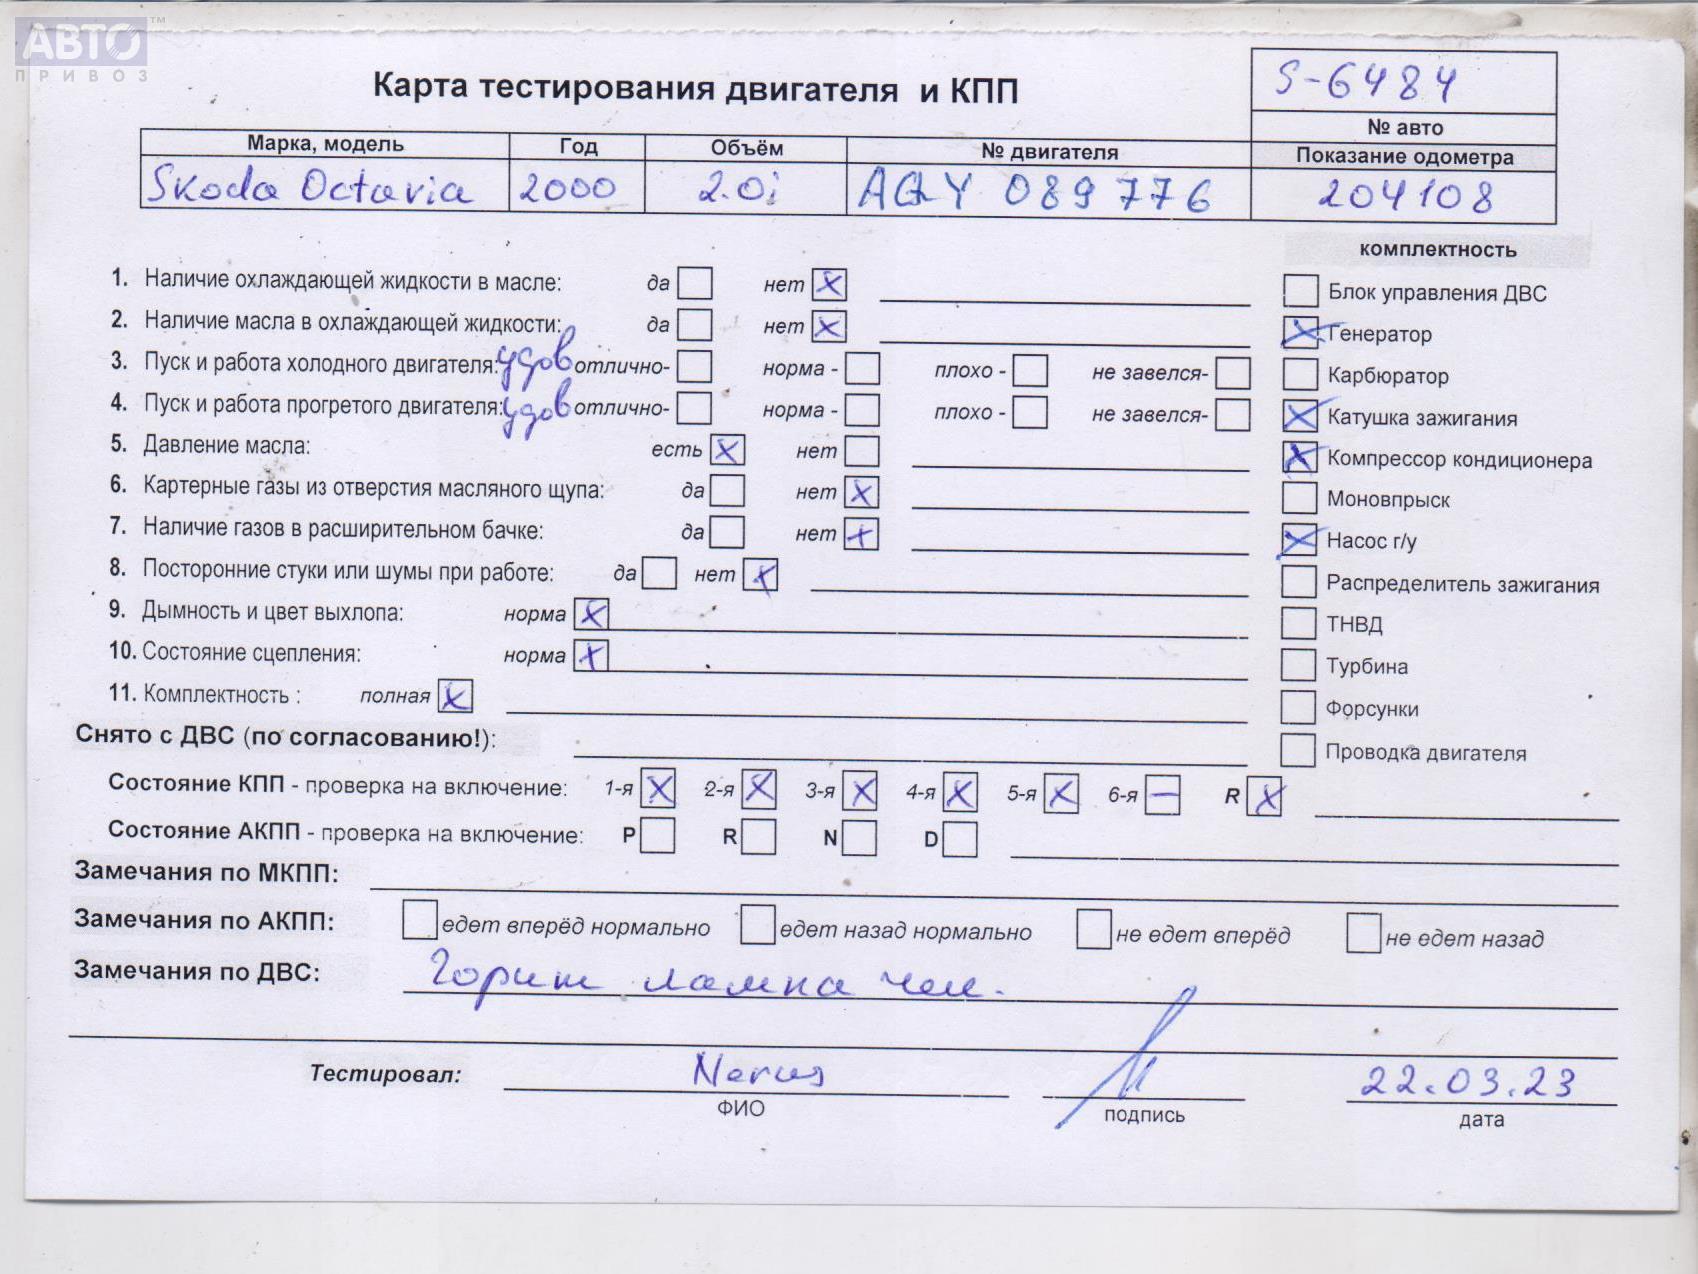 АВТО™
ПРИВОЗ
Карта тестирования двигателя и КПП
S-6484
№ авто
Марка, модель Год Объём № двигателя Показание одометра
Skoda Octavia 2000 2.0i AQY 089776 204108
комплектность
1. Наличие охлаждающей жидкости в масле: да нет x
Блок управления ДВС
2. Наличие масла в охлаждающей жидкости: да нет x
x Генератор
3. Пуск и работа холодного двигателя: удов отлично- норма - плохо - не завелся-
Карбюратор
4. Пуск и работа прогретого двигателя: удов отлично- норма - плохо - не завелся-
x Катушка зажигания
5. Давление масла: есть x нет
x Компрессор кондиционера
6. Картерные газы из отверстия масляного щупа: да нет x
Моновпрыск
7. Наличие газов в расширительном бачке: да нет x
x Насос г/у
8. Посторонние стуки или шумы при работе: да нет x
Распределитель зажигания
9. Дымность и цвет выхлопа: норма x
ТНВД
10. Состояние сцепления: норма x
Турбина
11. Комплектность : полная x
Форсунки
Снято с ДВС (по согласованию!):
Проводка двигателя
Состояние КПП - проверка на включение: 1-я x 2-я x 3-я x 4-я x 5-я x 6-я – R x
Состояние АКПП - проверка на включение: P R N D
Замечания по МКПП:
Замечания по АКПП: едет вперёд нормально едет назад нормально не едет вперёд не едет назад
Замечания по ДВС: Горит лампа чек.
Тестировал: 22.03.23
ФИО подпись дата